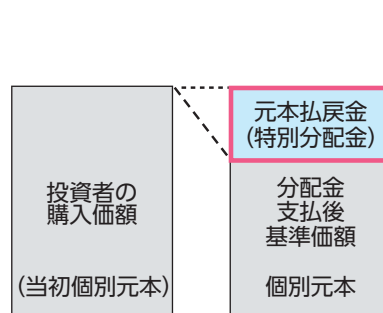 投資者の
購入価額
(当初個別元本)
元本払戻金
(特別分配金)
分配金
支払後
基準価額
個別元本